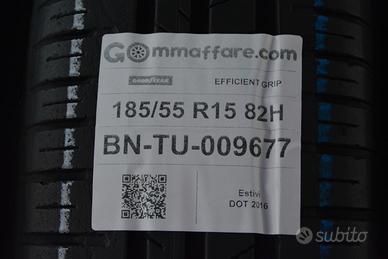 Gommaffare.com
GOODYEAR EFFICIENT GRIP
185/55 R15 82H
BN-TU-009677
Estivi
DOT 2016
subito